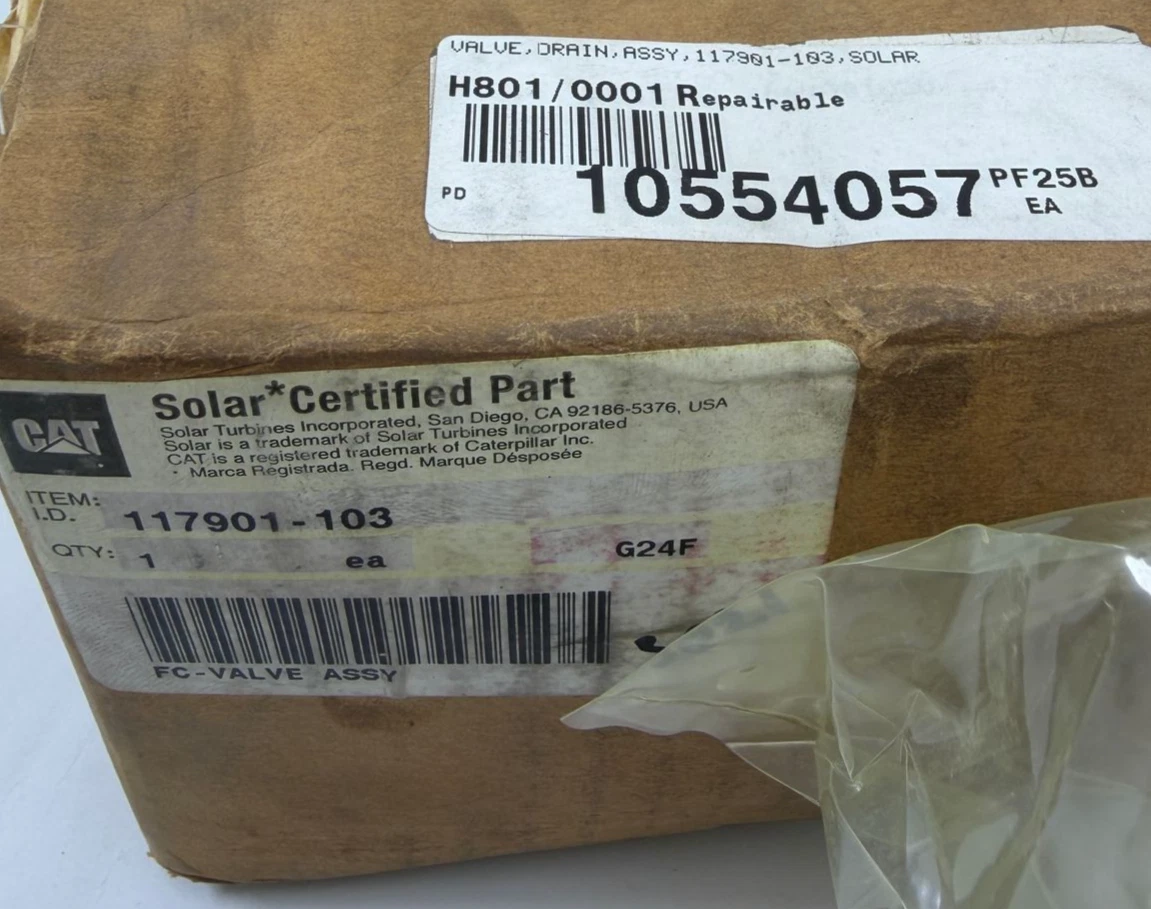 VALVE,DRAIN,ASSY,117901-103,SOLAR
H801/0001 Repairable
PD 10554057 PF25B
EA
CAT
Solar*Certified Part
Solar Turbines Incorporated, San Diego, CA 92186-5376, USA
Solar is a trademark of Solar Turbines Incorporated
CAT is a registered trademark of Caterpillar Inc.
* Marca Registrada. Regd. Marque Désposée
ITEM:
I.D. 117901-103
QTY: 1 ea G24F
FC-VALVE ASSY